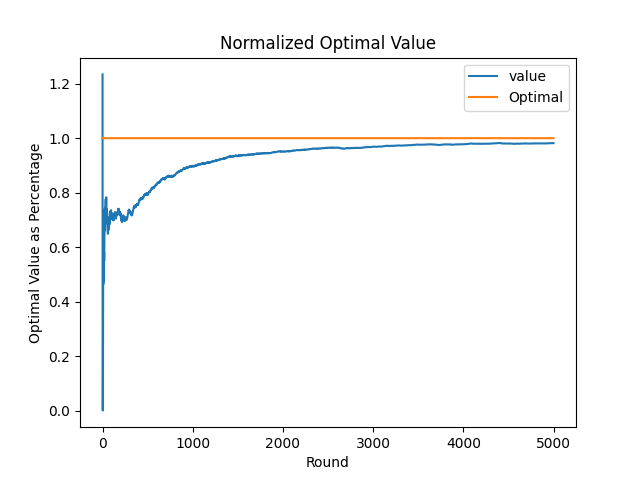 Normalized Optimal Value
value
Optimal
Optimal Value as Percentage
1.2
1.0
0.8
0.6
0.4
0.2
0.0
0 1000 2000 3000 4000 5000
Round